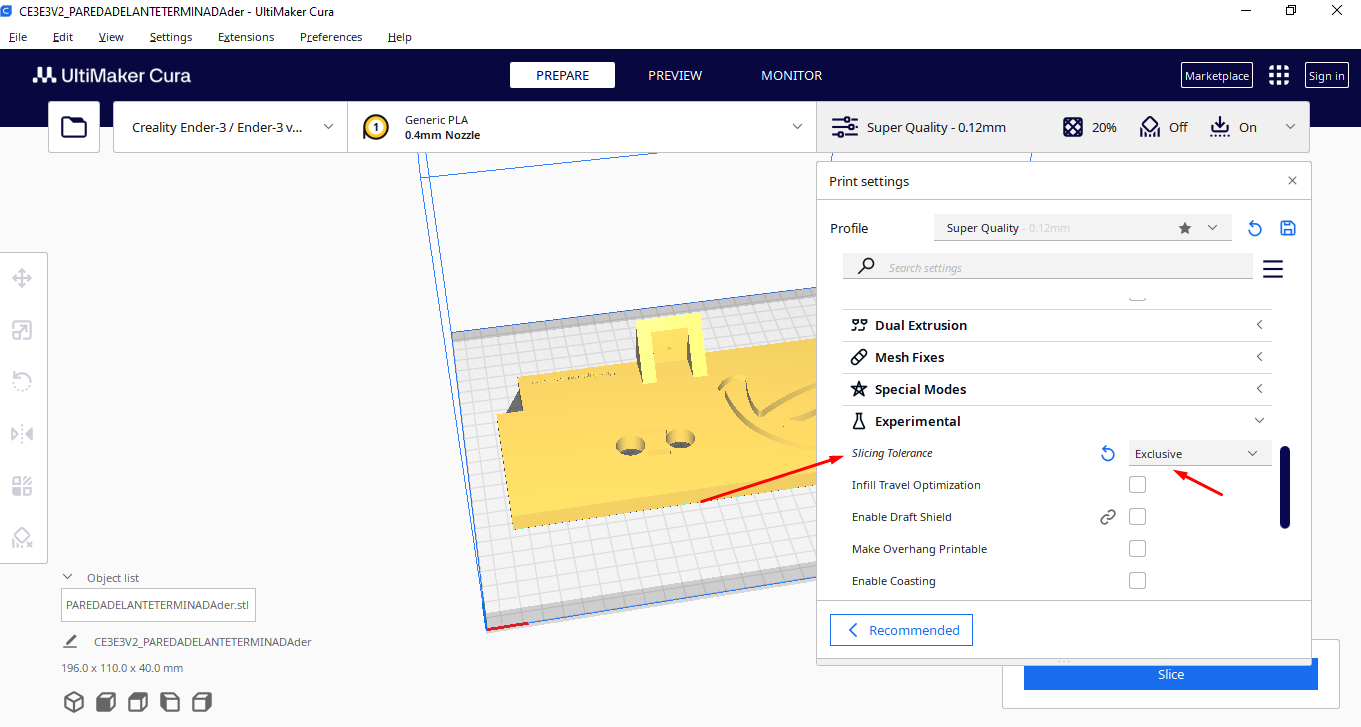 CE3E3V2_PAREDADELANTETERMINADAder - UltiMaker Cura
File Edit View Settings Extensions Preferences Help
UltiMaker Cura
PREPARE PREVIEW MONITOR
Marketplace
Sign in
Creality Ender-3 / Ender-3 v...
1
Generic PLA
0.4mm Nozzle
Super Quality - 0.12mm
20%
Off
On
Print settings
Profile
Super Quality - 0.12mm
Search settings
Dual Extrusion
Mesh Fixes
Special Modes
Experimental
Slicing Tolerance
Exclusive
Infill Travel Optimization
Enable Draft Shield
Make Overhang Printable
Enable Coasting
Recommended
Slice
Object list
PAREDADELANTETERMINADAder.stl
CE3E3V2_PAREDADELANTETERMINADAder
196.0 x 110.0 x 40.0 mm